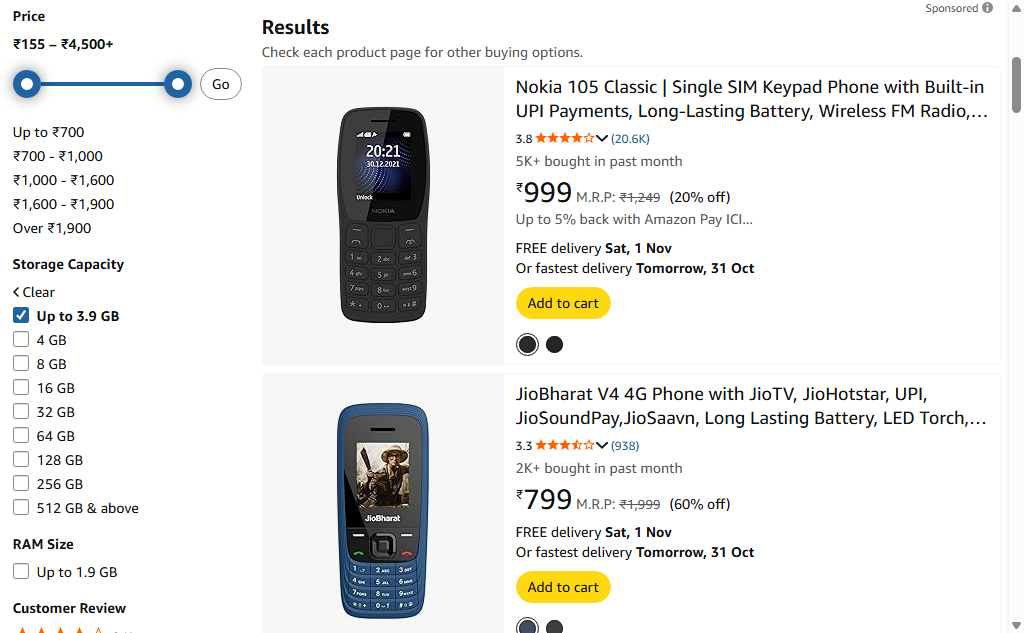 Price
₹155 – ₹4,500+
Go
Up to ₹700
₹700 - ₹1,000
₹1,000 - ₹1,600
₹1,600 - ₹1,900
Over ₹1,900
Storage Capacity
Clear
Up to 3.9 GB
4 GB
8 GB
16 GB
32 GB
64 GB
128 GB
256 GB
512 GB & above
RAM Size
Up to 1.9 GB
Customer Review
Sponsored
Results
Check each product page for other buying options.
20:21
30.12.2021
Unlock
NOKIA
Nokia 105 Classic | Single SIM Keypad Phone with Built-in
UPI Payments, Long-Lasting Battery, Wireless FM Radio,…
3.8 (20.6K)
5K+ bought in past month
₹999 M.R.P: ₹1,249 (20% off)
Up to 5% back with Amazon Pay ICI…
FREE delivery Sat, 1 Nov
Or fastest delivery Tomorrow, 31 Oct
Add to cart
JioBharat
JioBharat V4 4G Phone with JioTV, JioHotstar, UPI,
JioSoundPay,JioSaavn, Long Lasting Battery, LED Torch,…
3.3 (938)
2K+ bought in past month
₹799 M.R.P: ₹1,999 (60% off)
FREE delivery Sat, 1 Nov
Or fastest delivery Tomorrow, 31 Oct
Add to cart